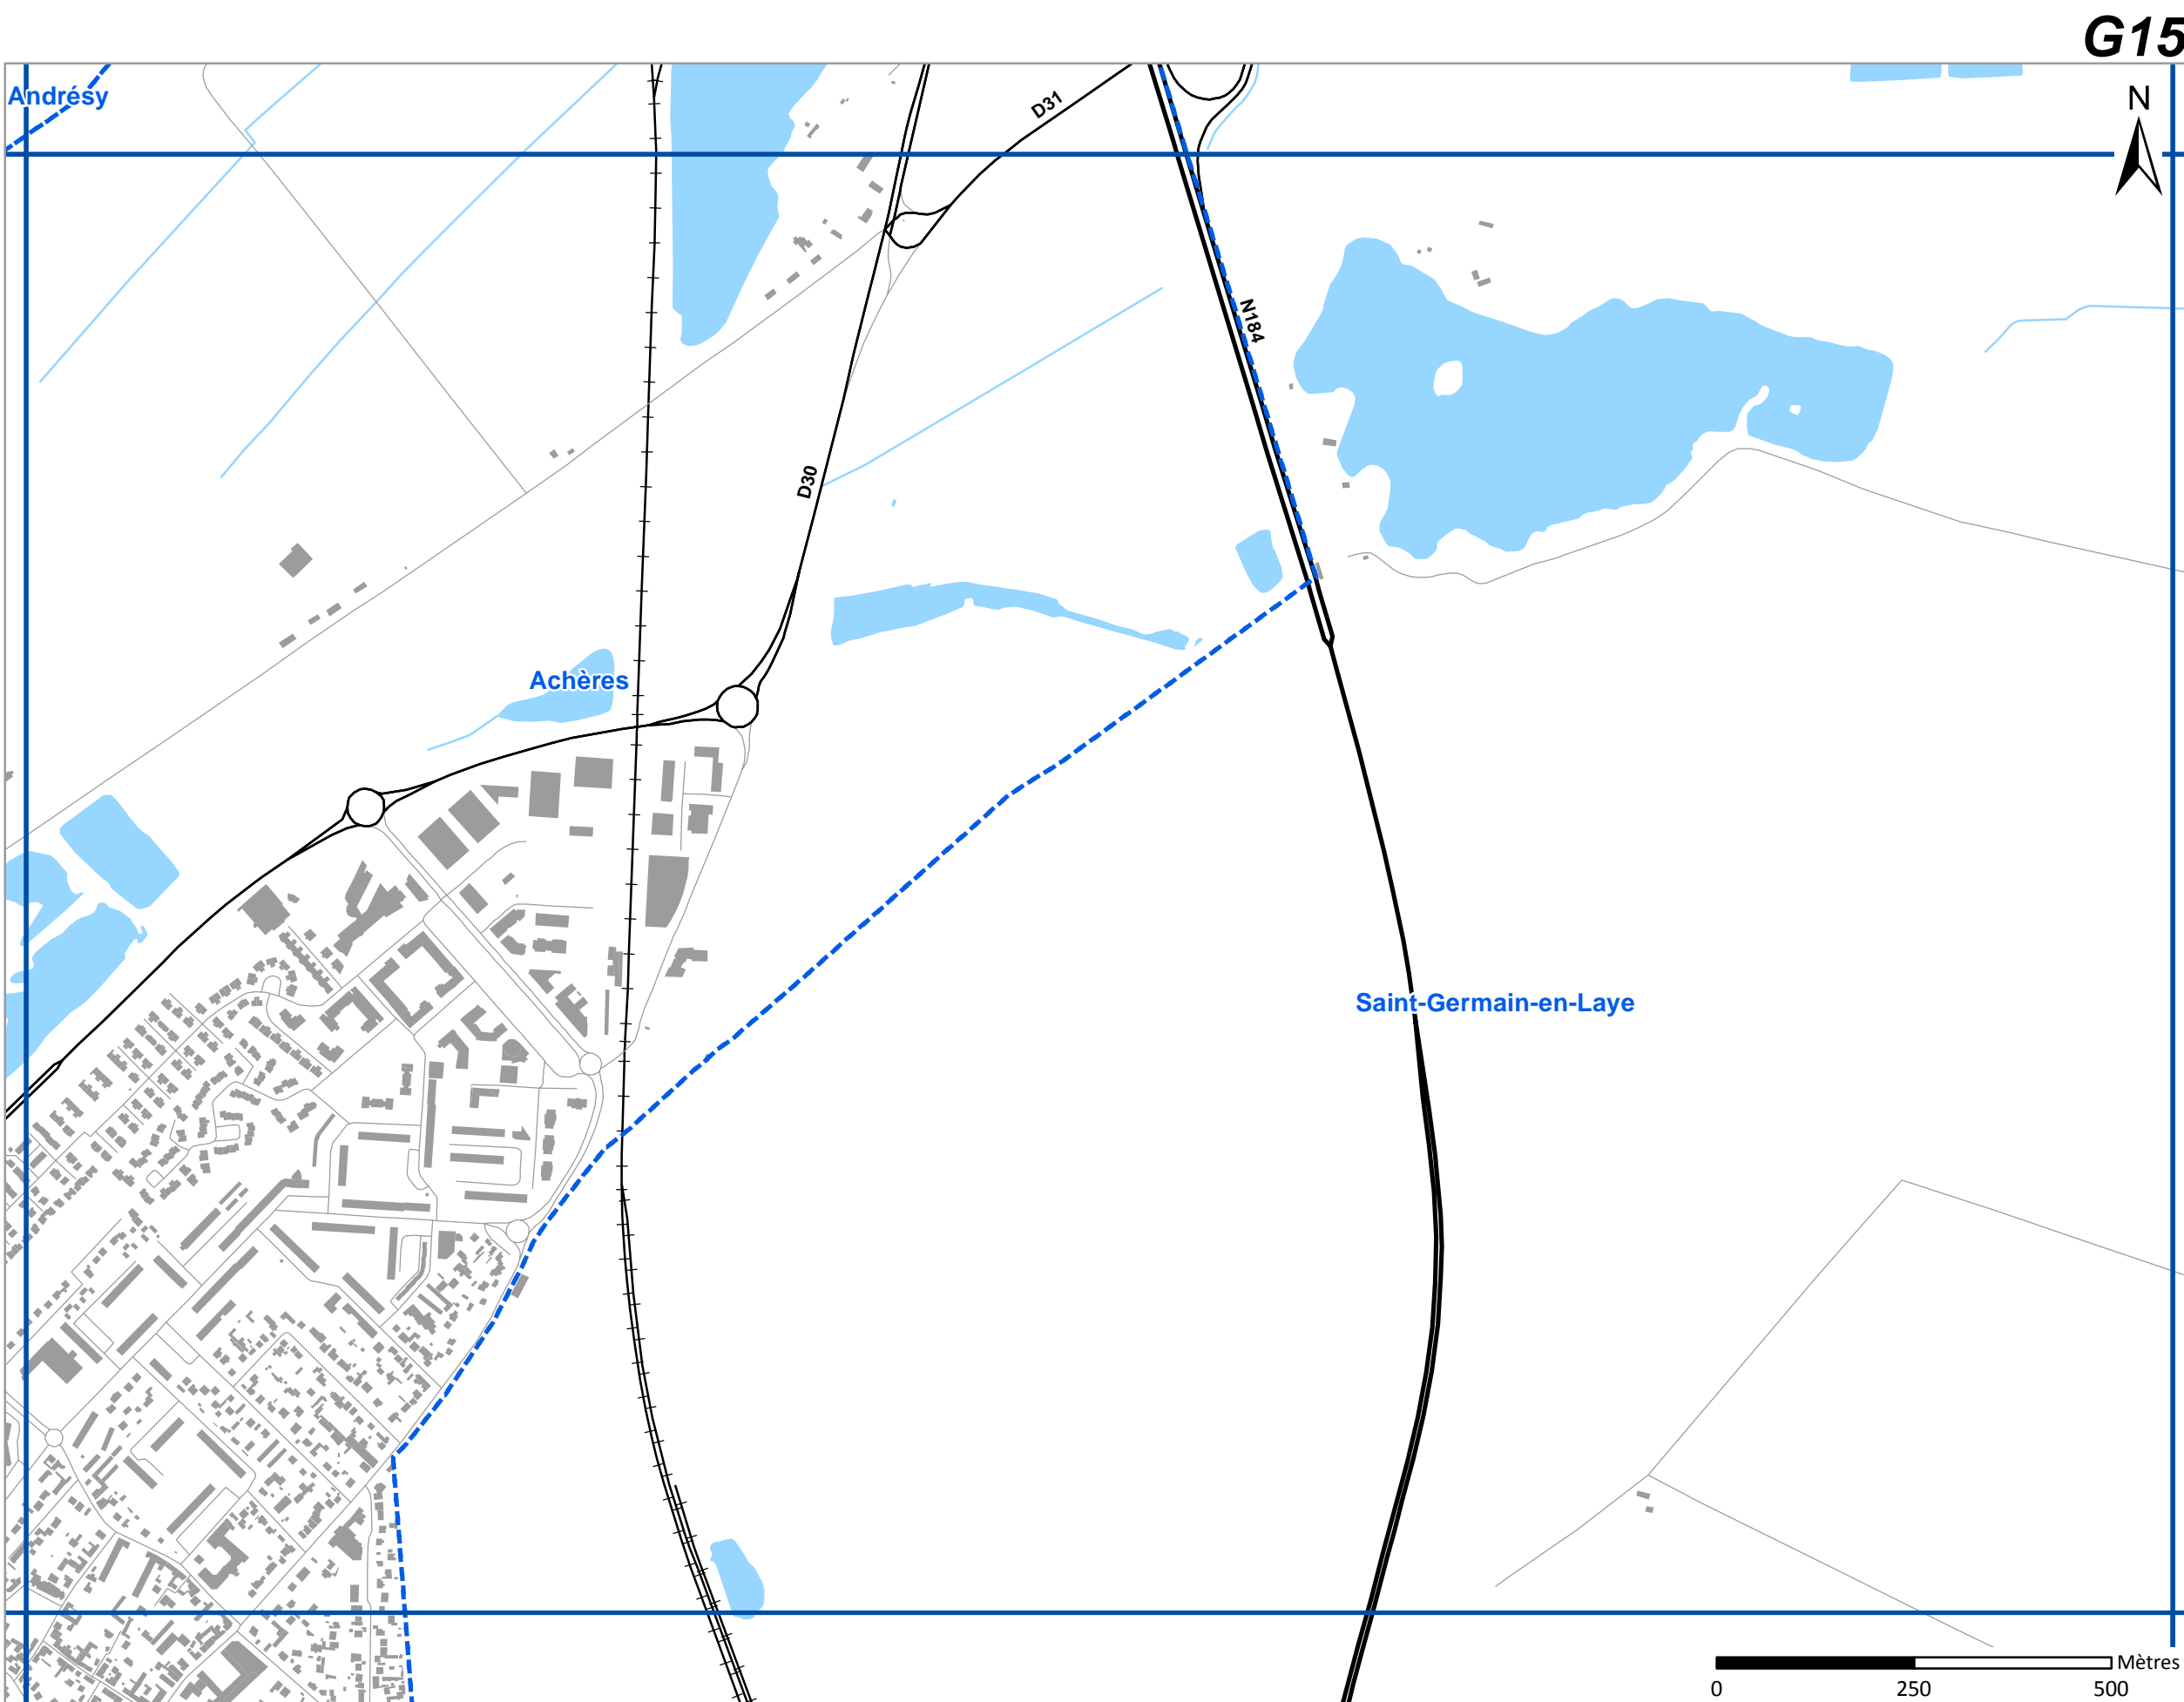 G15
Andrésy
N
D31
N184
D30
Achères
Saint-Germain-en-Laye
Mètres
0 250 500